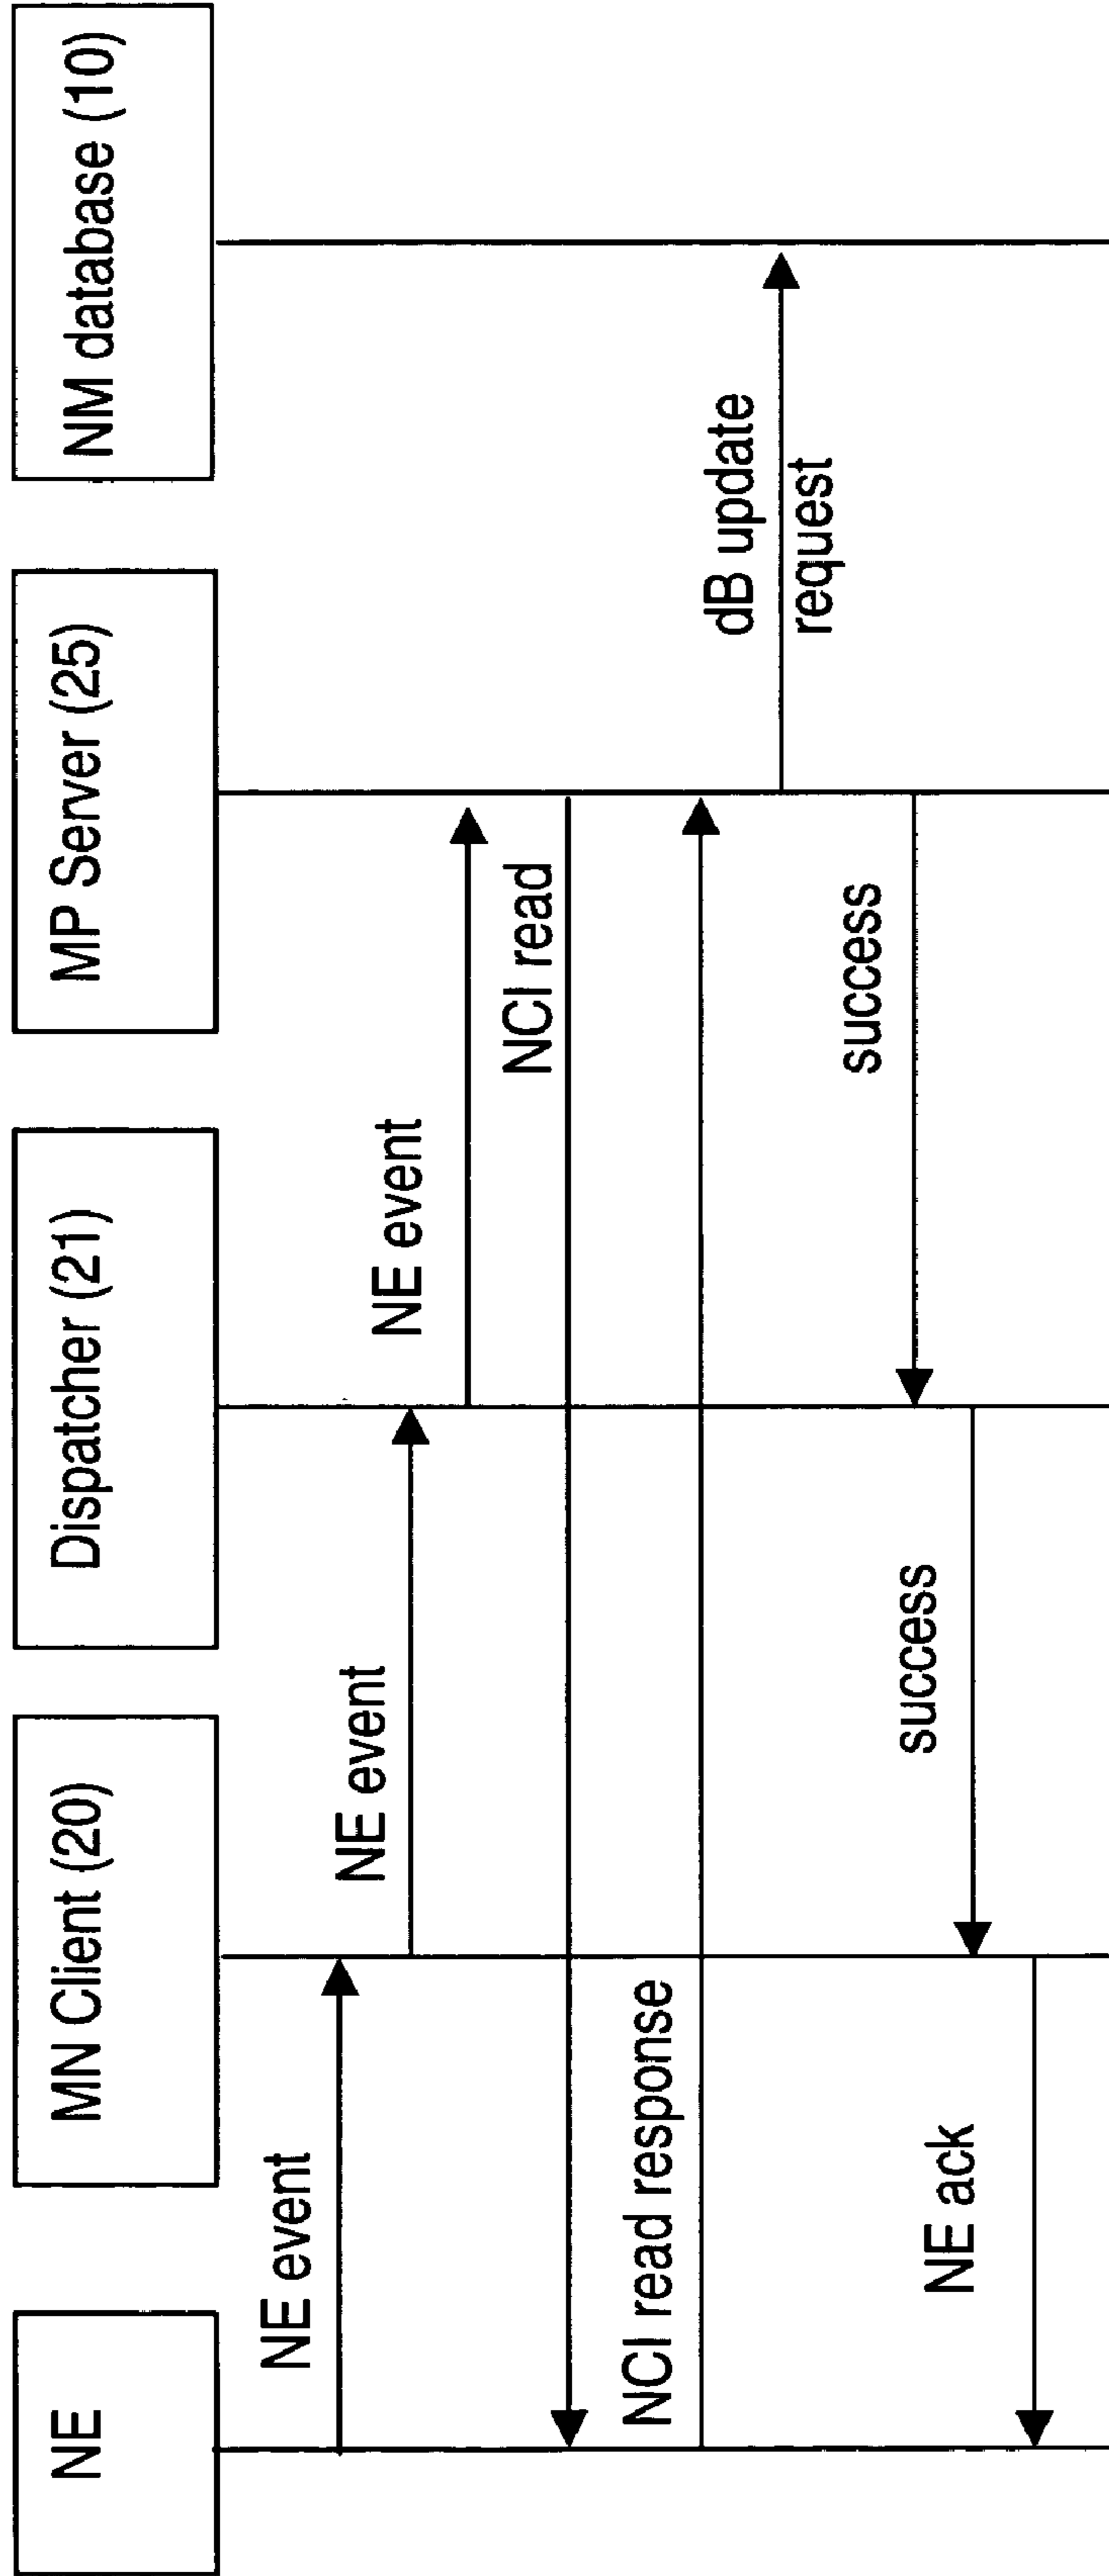 NE
MN Client (20)
Dispatcher (21)
MP Server (25)
NM database (10)
NE event
NE event
NE event
NCI read
NCI read response
dB update
request
success
success
NE ack